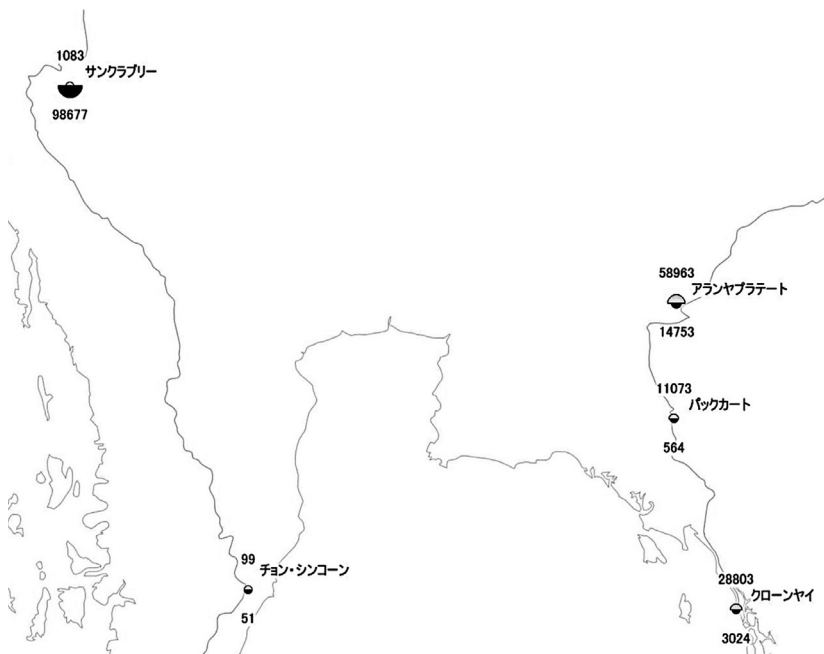 1083
サンクラブリー
98677
58963
アランヤプラテート
14753
11073
パックカート
564
99
チョン・シンコーン
51
28803
クローンヤイ
3024